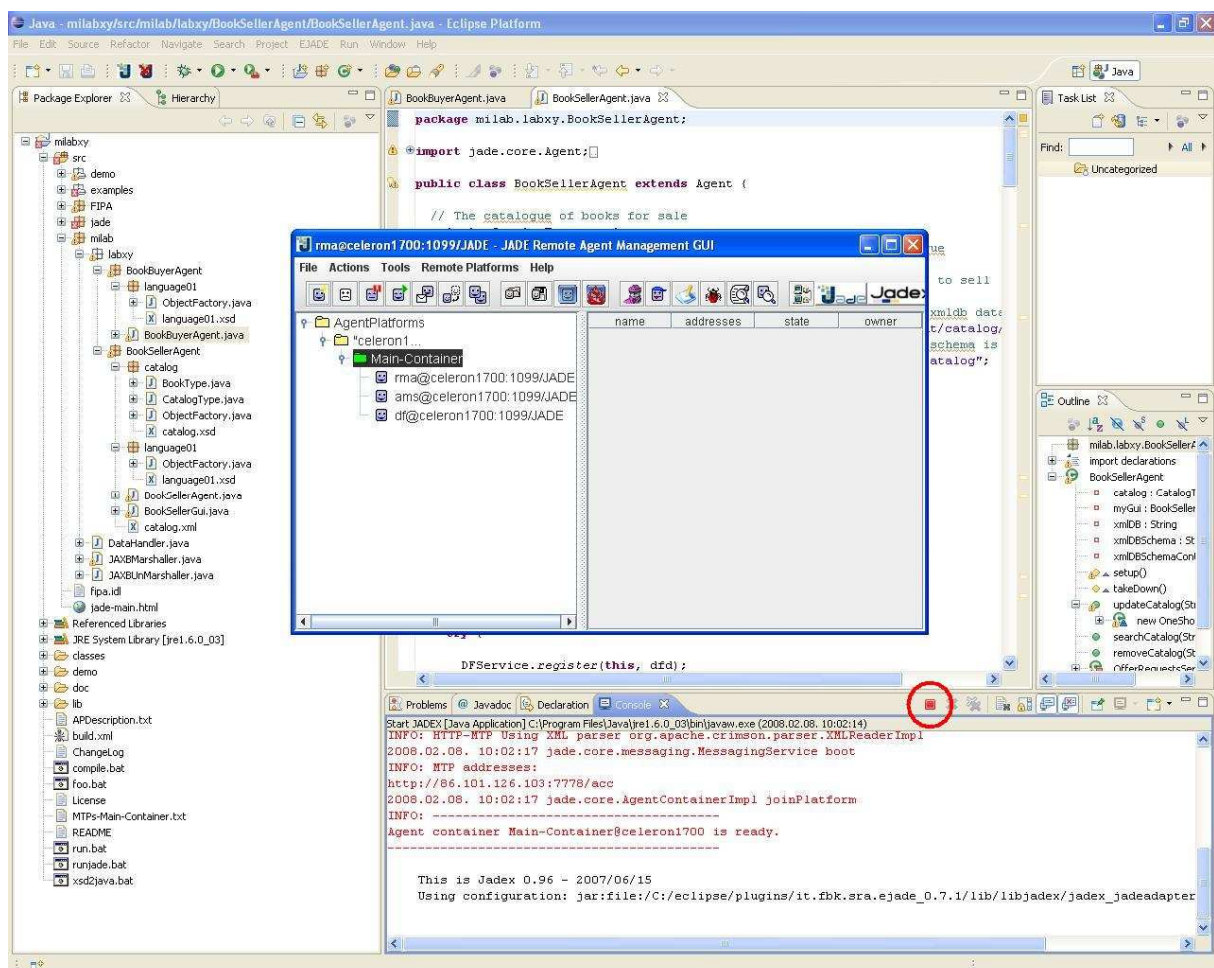 Java - milabxy/src/milab/labxy/BookSellerAgent/BookSellerAgent.java - Eclipse Platform
File Edit Source Refactor Navigate Search Project EJADE Run Window Help
Java
Package Explorer
Hierarchy
milabxy
src
demo
examples
FIPA
jade
milab
labxy
BookBuyerAgent
language01
ObjectFactory.java
language01.xsd
BookBuyerAgent.java
BookSellerAgent
catalog
BookType.java
CatalogType.java
ObjectFactory.java
catalog.xsd
language01
ObjectFactory.java
language01.xsd
BookSellerAgent.java
BookSellerGui.java
catalog.xml
DataHandler.java
JAXBMarshaller.java
JAXBUnMarshaller.java
fipa.idl
jade-main.html
Referenced Libraries
JRE System Library [jre1.6.0_03]
classes
demo
doc
lib
APDescription.txt
build.xml
ChangeLog
compile.bat
foo.bat
License
MTPs-Main-Container.txt
README
run.bat
runjade.bat
xsd2java.bat
BookBuyerAgent.java
BookSellerAgent.java
package milab.labxy.BookSellerAgent;
import jade.core.Agent;
public class BookSellerAgent extends Agent {
// The catalogue of books for sale
ue
to sell
xmldb data
t/catalog/
schema is
atalog";
DFService.register(this, dfd);
rma@celeron1700:1099/JADE - JADE Remote Agent Management GUI
File Actions Tools Remote Platforms Help
Jade
Jadex
AgentPlatforms
"celeron1...
Main-Container
rma@celeron1700:1099/JADE
ams@celeron1700:1099/JADE
df@celeron1700:1099/JADE
name addresses state owner
Task List
Find:
All
Uncategorized
Outline
milab.labxy.BookSellerA
import declarations
BookSellerAgent
catalog : CatalogT
myGui : BookSeller
xmlDB : String
xmlDBSchema : St
xmlDBSchemaCont
setup()
takeDown()
updateCatalog(Stri
new OneSho
searchCatalog(Str
removeCatalog(St
OfferRequestsSer
Problems
Javadoc
Declaration
Console
Start JADEX [Java Application] C:\Program Files\Java\jre1.6.0_03\bin\javaw.exe (2008.02.08. 10:02:14)
INFO: HTTP-MTP Using XML parser org.apache.crimson.parser.XMLReaderImpl
2008.02.08. 10:02:17 jade.core.messaging.MessagingService boot
INFO: MTP addresses:
http://86.101.126.103:7778/acc
2008.02.08. 10:02:17 jade.core.AgentContainerImpl joinPlatform
INFO: --------------------------------------
Agent container Main-Container@celeron1700 is ready.
--------------------------------------------
This is Jadex 0.96 - 2007/06/15
Using configuration: jar:file:/C:/eclipse/plugins/it.fbk.sra.ejade_0.7.1/lib/libjadex/jadex_jadeadapter